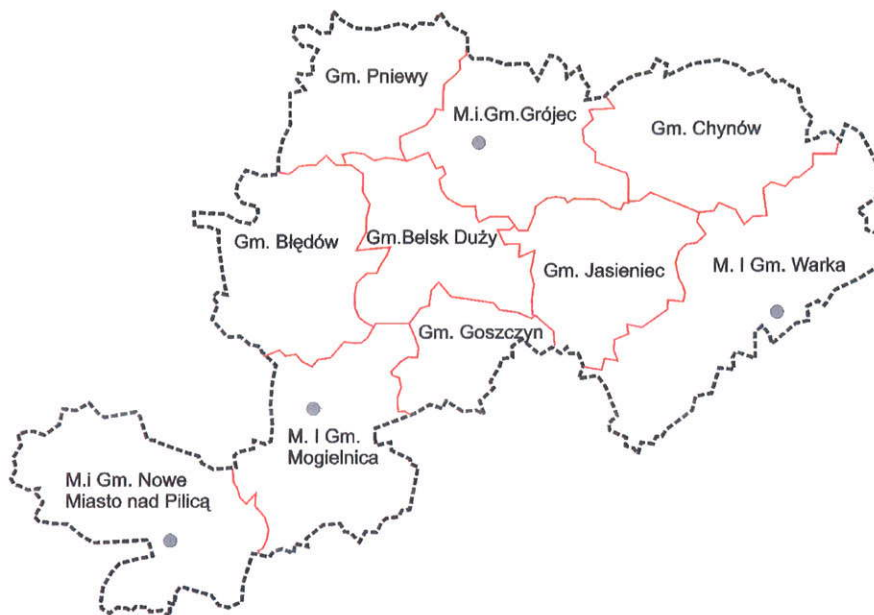 Gm. Pniewy
M.i.Gm.Grójec
Gm. Chynów
Gm. Błędów
Gm.Belsk Duży
Gm. Jasieniec
M. I Gm. Warka
Gm. Goszczyn
M. I Gm.
Mogielnica
M.i Gm. Nowe
Miasto nad Pilicą